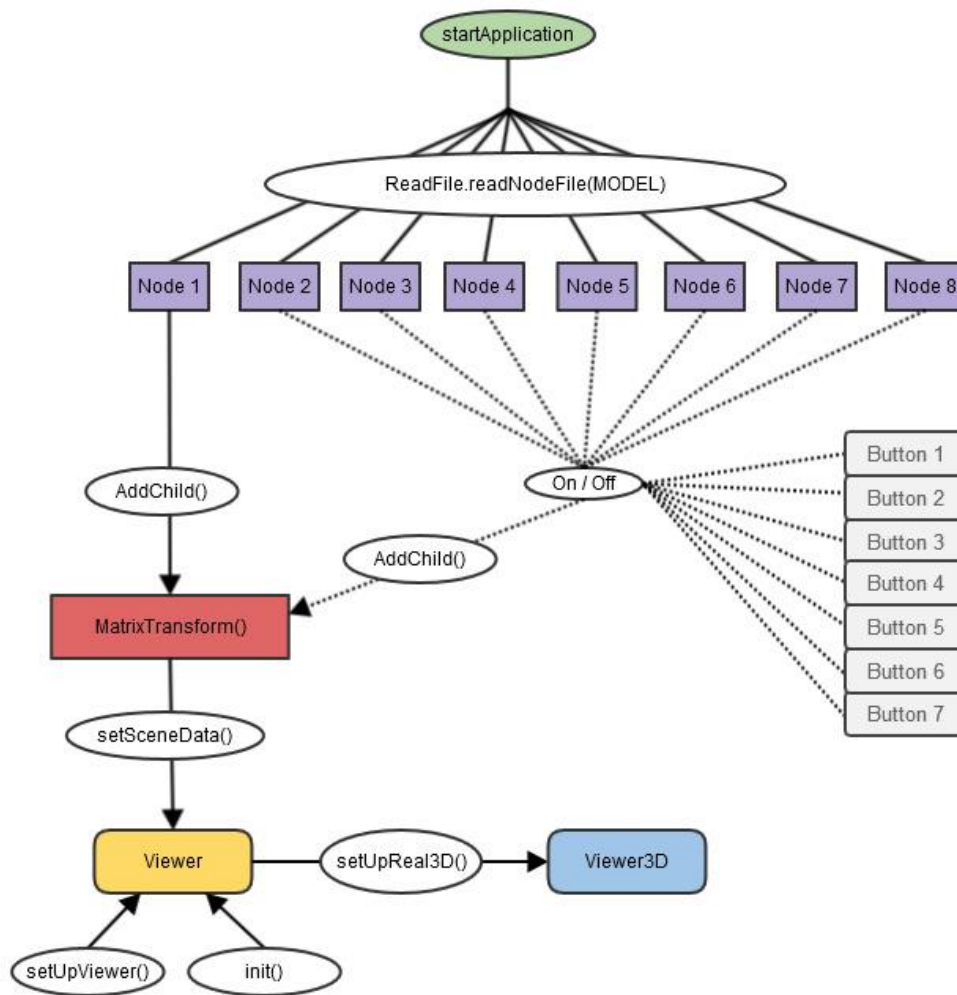 startApplication
ReadFile.readNodeFile(MODEL)
Node 1
Node 2
Node 3
Node 4
Node 5
Node 6
Node 7
Node 8
Button 1
AddChild()
On / Off
Button 2
Button 3
AddChild()
Button 4
MatrixTransform()
Button 5
Button 6
Button 7
setSceneData()
Viewer
setUpReal3D()
Viewer3D
setUpViewer()
init()